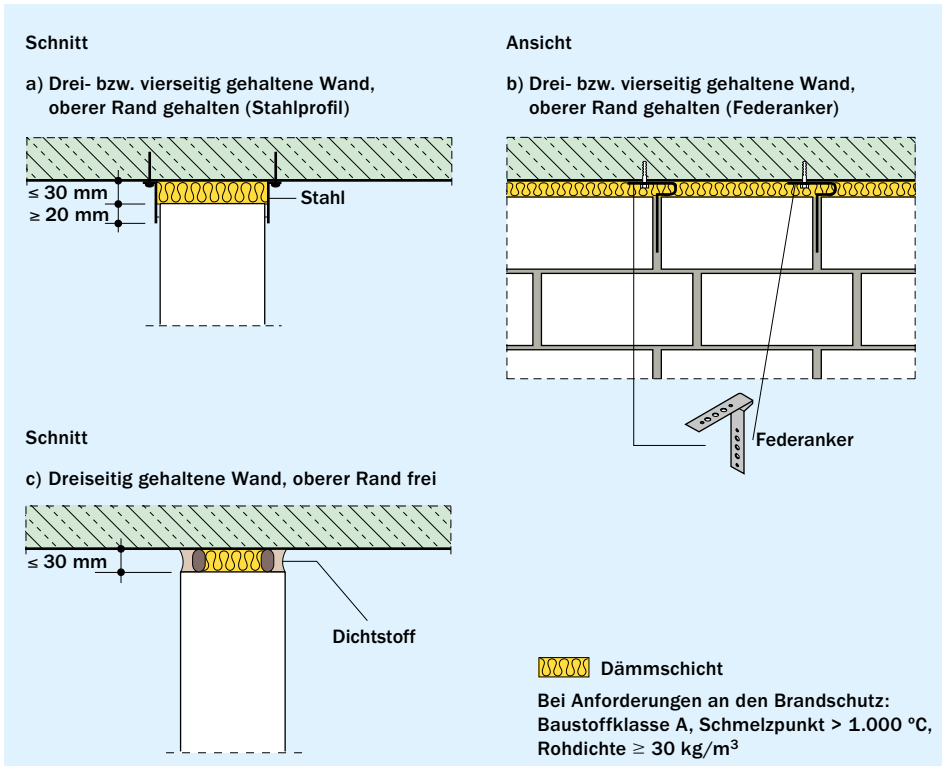 Schnitt
a) Drei- bzw. vierseitig gehaltene Wand,
oberer Rand gehalten (Stahlprofil)
≤ 30 mm
≥ 20 mm
Stahl
Ansicht
b) Drei- bzw. vierseitig gehaltene Wand,
oberer Rand gehalten (Federanker)
Federanker
Schnitt
c) Dreiseitig gehaltene Wand, oberer Rand frei
≤ 30 mm
Dichtstoff
Dämmschicht
Bei Anforderungen an den Brandschutz:
Baustoffklasse A, Schmelzpunkt > 1.000 °C,
Rohdichte ≥ 30 kg/m³